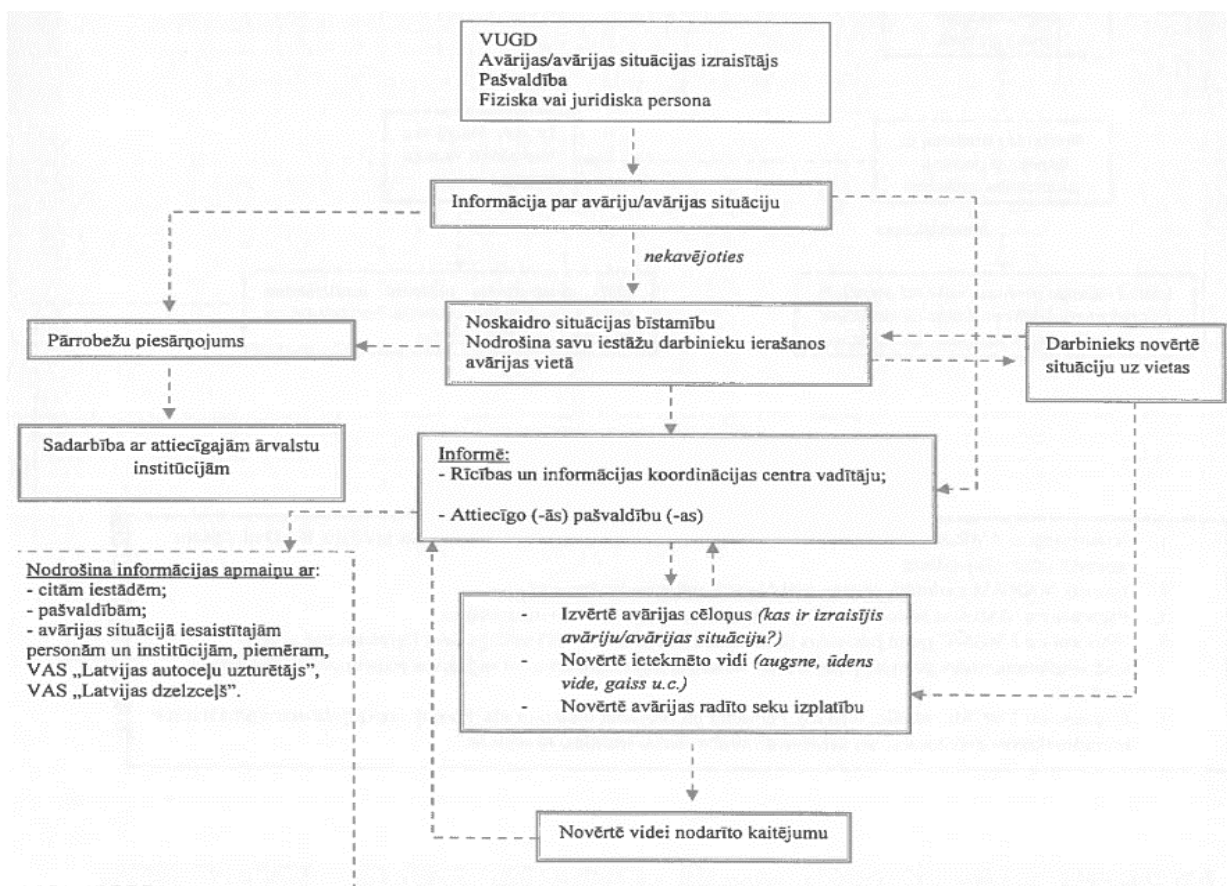 VUGD
Avārijas/avārijas situācijas izraisītājs
Pašvaldība
Fiziska vai juridiska persona
Informācija par avāriju/avārijas situāciju
nekavējoties
Pārrobežu piesārņojums
Noskaidro situācijas bīstamību
Nodrošina savu iestāžu darbinieku ierašanos
avārijas vietā
Darbinieks novērtē
situāciju uz vietas
Sadarbība ar attiecīgajām ārvalstu
institūcijām
Informē:
- Rīcības un informācijas koordinācijas centra vadītāju;
- Attiecīgo (-ās) pašvaldību (-as)
Nodrošina informācijas apmaiņu ar:
- citām iestādēm;
- pašvaldībām;
- avārijas situācijā iesaistītajām
personām un institūcijām, piemēram,
VAS „Latvijas autoceļu uzturētājs”,
VAS „Latvijas dzelzceļš”.
- Izvērtē avārijas cēloņus (kas ir izraisījis
avāriju/avārijas situāciju?)
- Novērtē ietekmēto vidi (augsne, ūdens
vide, gaiss u.c.)
- Novērtē avārijas radīto seku izplatību
Novērtē videi nodarīto kaitējumu